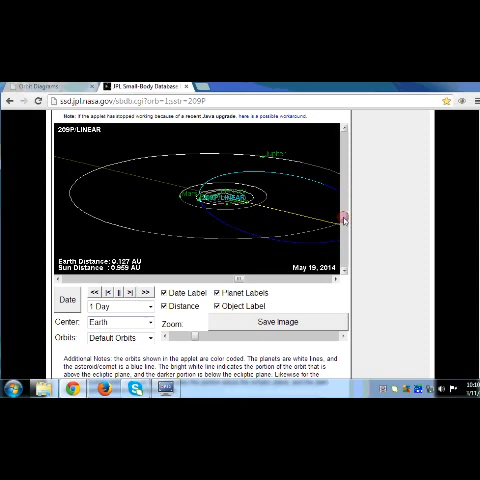 Orbit Diagrams
JPL Small-Body Database
ssd.jpl.nasa.gov/sbdb.cgi?orb=1;sstr=209P
Note: If the applet has stopped working because of a recent Java upgrade, here is a possible workaround.
209P/LINEAR
Jupiter
Mars
209P/LINEAR
Earth Distance: 0.127 AU
Sun Distance : 0.959 AU
May 19, 2014
Date
<< |< || >| >>
Date Label
Planet Labels
1 Day
Distance
Object Label
Center:
Earth
Zoom:
Save Image
Orbits:
Default Orbits
Additional Notes: the orbits shown in the applet are color coded. The planets are white lines, and
the asteroid/comet is a blue line. The bright white line indicates the portion of the orbit that is
above the ecliptic plane, and the darker portion is below the ecliptic plane. Likewise for the
10:10